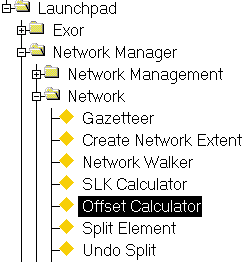 Launchpad
Exor
Network Manager
Network Management
Network
Gazetteer
Create Network Extent
Network Walker
SLK Calculator
Offset Calculator
Split Element
Undo Split